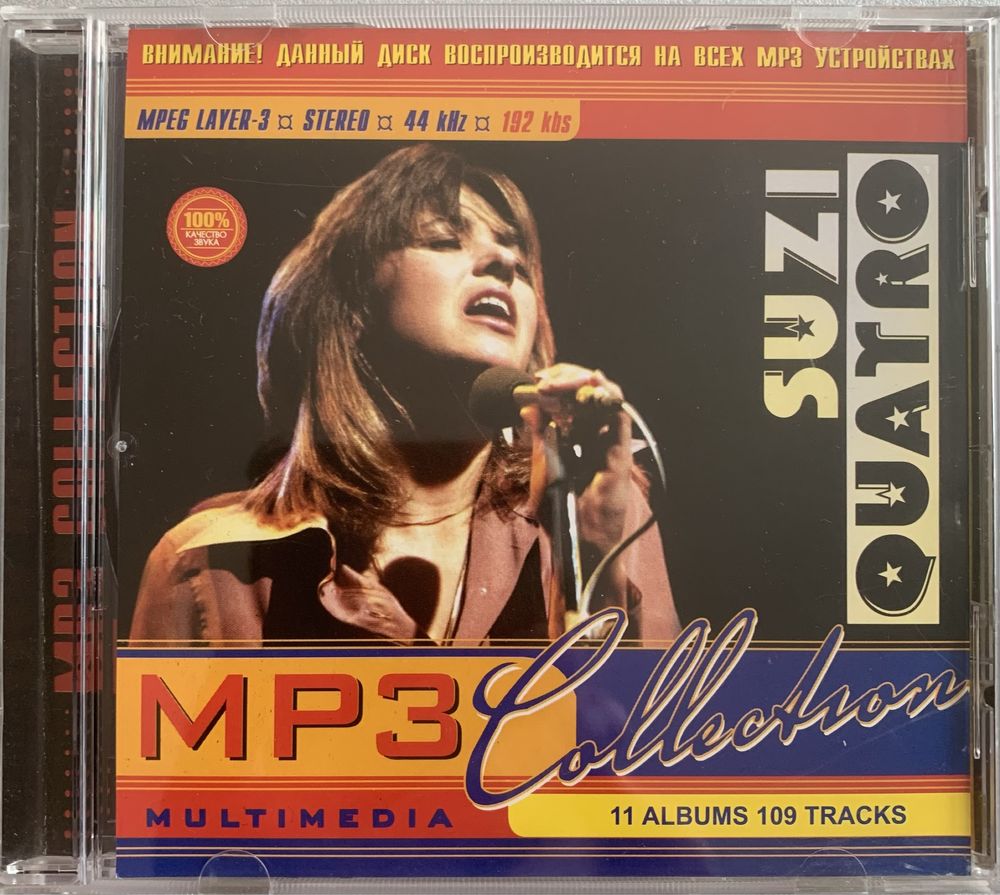 ВНИМАНИЕ! ДАННЫЙ ДИСК ВОСПРОИЗВОДИТСЯ НА ВСЕХ MP3 УСТРОЙСТВАХ
MPEG LAYER-3 ¤ STEREO ¤ 44 kHz ¤ 192 kbs
100%
КАЧЕСТВО
ЗВУКА
SUZI
QUATRO
MP3 COLLECTION
MP3 Collection
MULTIMEDIA
11 ALBUMS 109 TRACKS